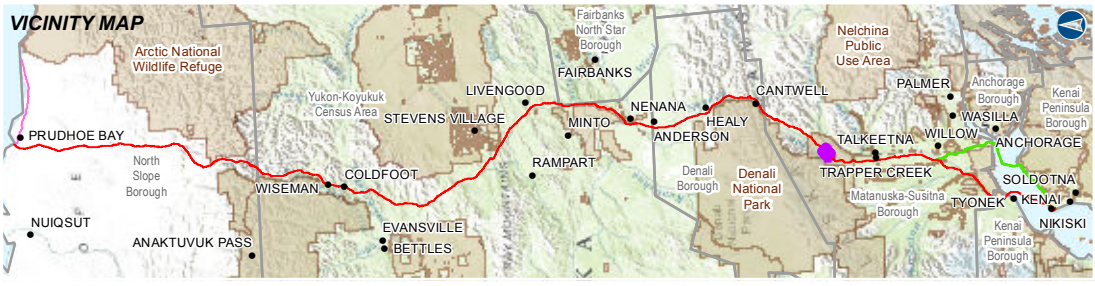 VICINITY MAP
Arctic National
Wildlife Refuge
Fairbanks
North Star
Borough
FAIRBANKS
Nelchina
Public
Use Area
PALMER
Anchorage
Borough
Kenai
Peninsula
Borough
LIVENGOOD
Yukon-Koyukuk
Census Area
STEVENS VILLAGE
NENANA
CANTWELL
HEALY
ANDERSON
MINTO
WASILLA
WILLOW
ANCHORAGE
TALKEETNA
PRUDHOE BAY
North
Slope
Borough
RAMPART
TRAPPER CREEK
WISEMAN
COLDFOOT
Denali
Borough
Denali
National
Park
Matanuska-Susitna
Borough
SOLDOTNA
TYONEK
KENAI
NIKISKI
NUIQSUT
ANAKTUVUK PASS
EVANSVILLE
BETTLES
Kenai
Peninsula
Borough